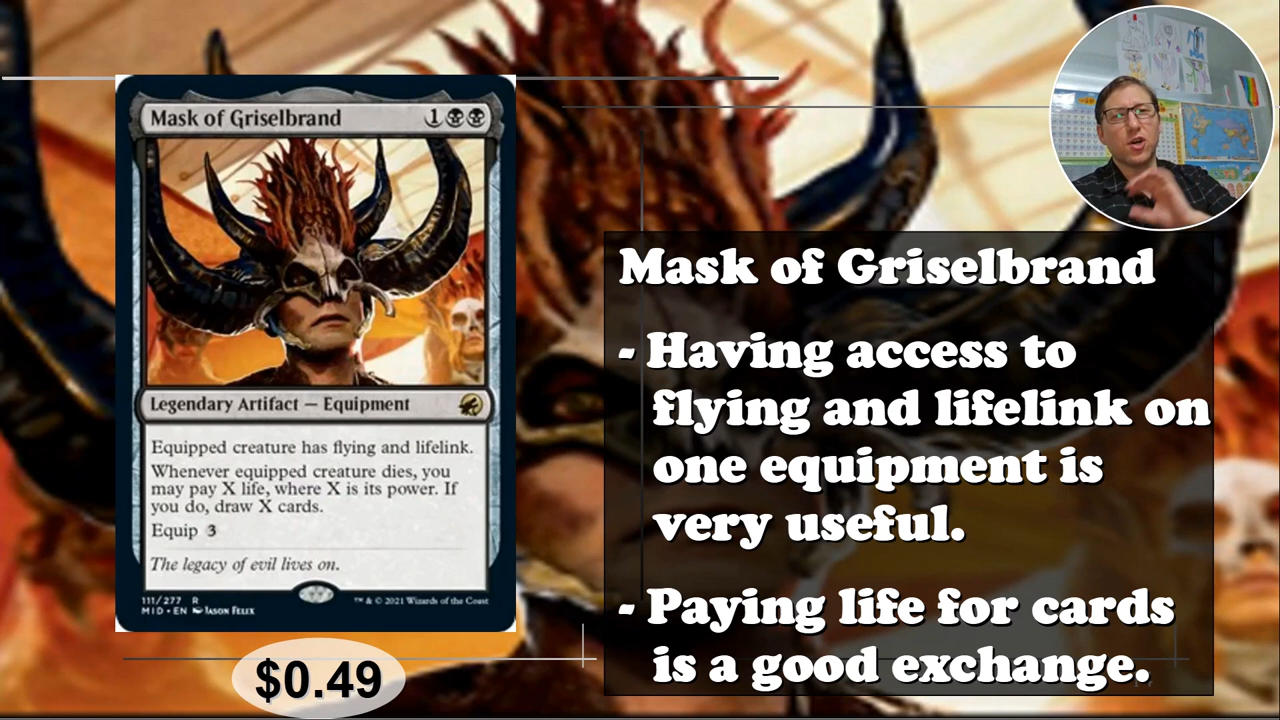 Mask of Griselbrand 1
Equipped creature has flying and lifelink.
Whenever equipped creature dies, you
may pay X life, where X is its power. If
you do, draw X cards.
Equip 3
The legacy of evil lives on.
Legendary Artifact — Equipment
111/277 R
MID • EN Jason Felix
™ & © 2021 Wizards of the Coast
$0.49
Mask of Griselbrand
- Having access to
flying and lifelink on
one equipment is
very useful.
- Paying life for cards
is a good exchange.